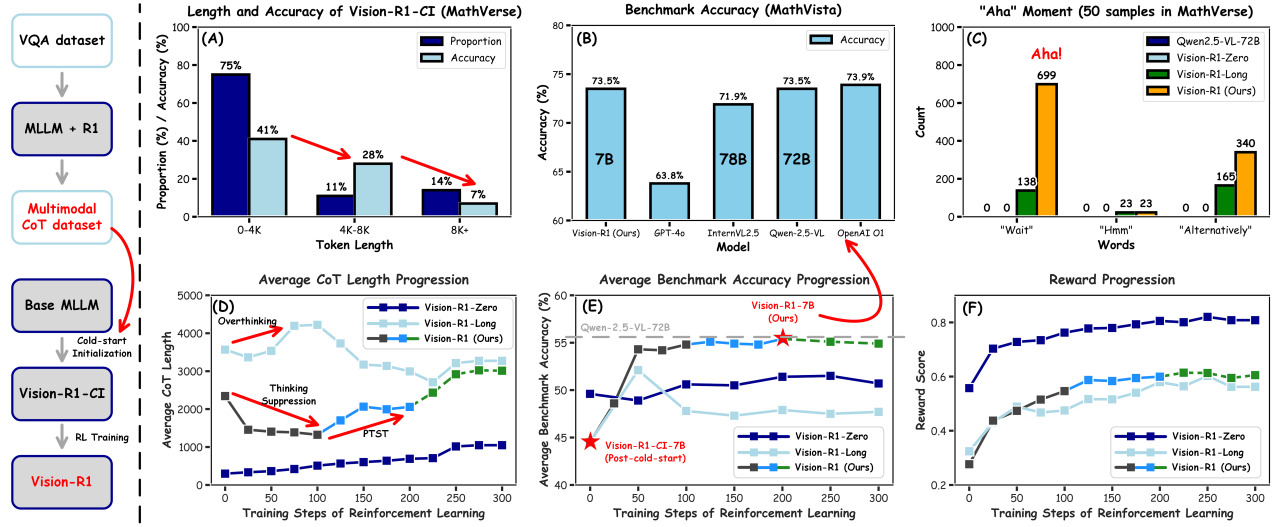 VQA dataset
MLLM + R1
Multimodal
CoT dataset
Base MLLM
Cold-start
Initialization
Vision-R1-CI
RL Training
Vision-R1
Length and Accuracy of Vision-R1-CI (MathVerse)
(A)
Proportion
Accuracy
Proportion (%) / Accuracy (%)
100
80
60
40
20
0
75%
41%
11%
28%
14%
7%
0-4K
4K-8K
8K+
Token Length
Benchmark Accuracy (MathVista)
(B)
Accuracy
Accuracy (%)
80
75
70
65
60
73.5%
63.8%
71.9%
73.5%
73.9%
7B
78B
72B
Vision-R1 (Ours)
GPT-4o
InternVL2.5
Qwen-2.5-VL
OpenAI O1
Model
"Aha" Moment (50 samples in MathVerse)
(C)
Qwen2.5-VL-72B
Vision-R1-Zero
Vision-R1-Long
Vision-R1 (Ours)
Aha!
Count
1000
800
600
400
200
0
0
0
138
699
0
0
23
23
0
0
165
340
"Wait"
"Hmm"
"Alternatively"
Words
Average CoT Length Progression
(D)
Vision-R1-Zero
Vision-R1-Long
Vision-R1 (Ours)
Overthinking
Thinking
Suppression
PTST
Average CoT Length
5000
4000
3000
2000
1000
0
0
50
100
150
200
250
300
Training Steps of Reinforcement Learning
Average Benchmark Accuracy Progression
(E)
Vision-R1-7B
(Ours)
Qwen-2.5-VL-72B
Vision-R1-CI-7B
(Post-cold-start)
Vision-R1-Zero
Vision-R1-Long
Vision-R1 (Ours)
Average Benchmark Accuracy (%)
60
55
50
45
40
0
50
100
150
200
250
300
Training Steps of Reinforcement Learning
Reward Progression
(F)
Vision-R1-Zero
Vision-R1-Long
Vision-R1 (Ours)
Reward Score
0.8
0.6
0.4
0.2
0
50
100
150
200
250
300
Training Steps of Reinforcement Learning